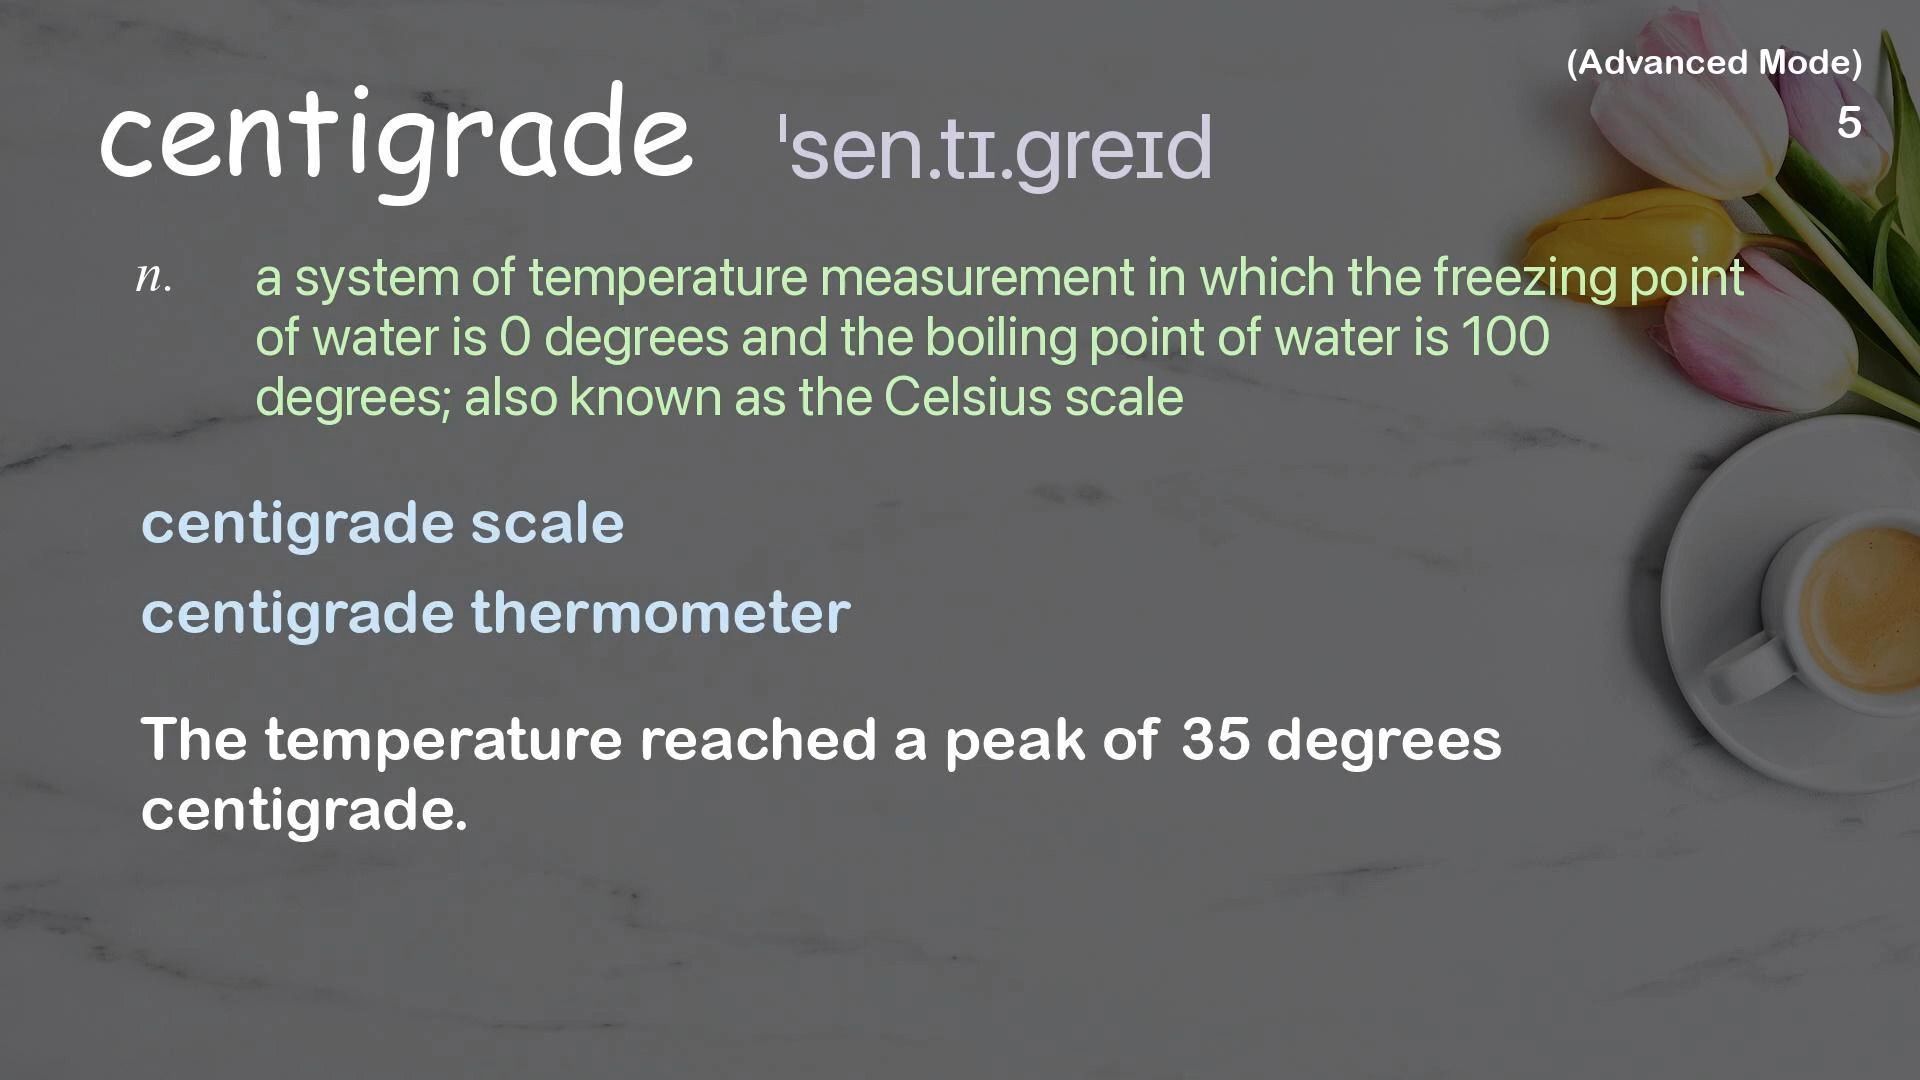 (Advanced Mode)
5
centigrade ˈsen.tɪ.greɪd
n. a system of temperature measurement in which the freezing point
of water is 0 degrees and the boiling point of water is 100
degrees; also known as the Celsius scale
centigrade scale
centigrade thermometer
The temperature reached a peak of 35 degrees
centigrade.